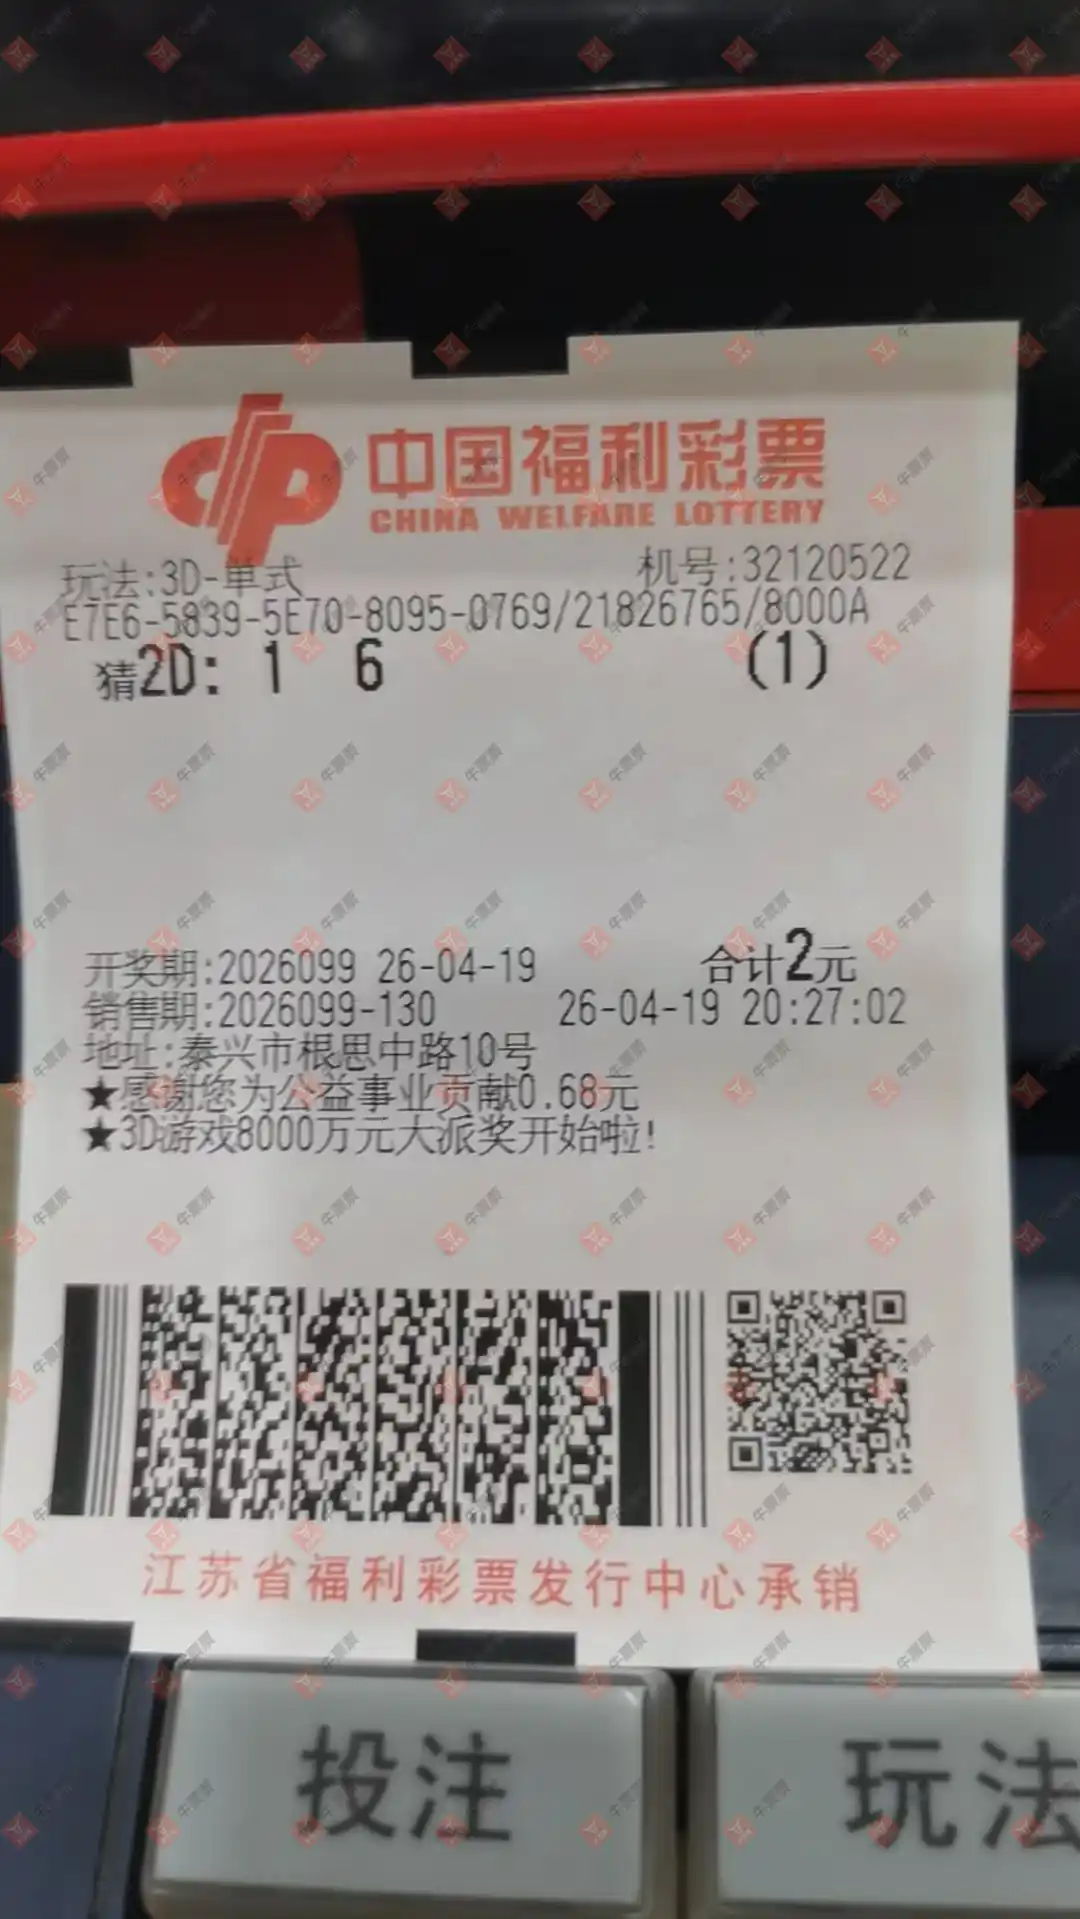 中国福利彩票
CHINA WELFARE LOTTERY
玩法:3D-单式 机号:32120522
E7E6-5839-5E70-8095-0769/21826765/8000A
猜2D: 1 6 (1)
开奖期:2026099 26-04-19 合计2元
销售期:2026099-130 26-04-19 20:27:02
地址:泰兴市根思中路10号
★感谢您为公益事业贡献0.68元
★3D游戏8000万元大派奖开始啦!
江苏省福利彩票发行中心承销
投注 玩法